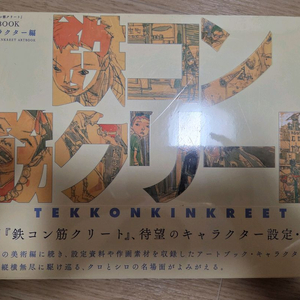 BOOK
ラクター編
鉄コン
筋クリート
TEKKONKINKREET
『鉄コン筋クリート』、待望のキャラクター設定・
の美術編に続き、設定資料や作画素材を収録したアートブック・キャラクタ
縦横無尽に駆け巡る、クロとシロの名場面がよみがえる。